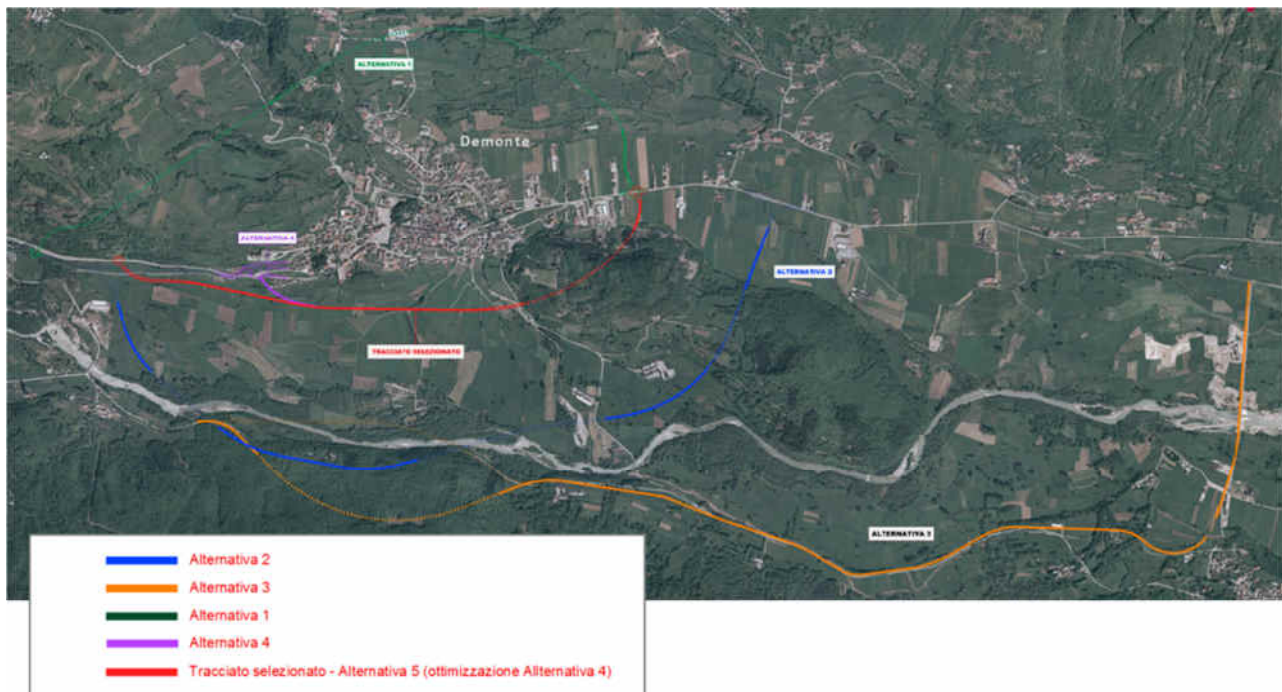 ALTERNATIVA 1
Demonte
ALTERNATIVA 4
ALTERNATIVA 2
TRACCIATO SELEZIONATO
ALTERNATIVA 3
Alternativa 2
Alternativa 3
Alternativa 1
Alternativa 4
Tracciato selezionato - Alternativa 5 (ottimizzazione Allternativa 4)